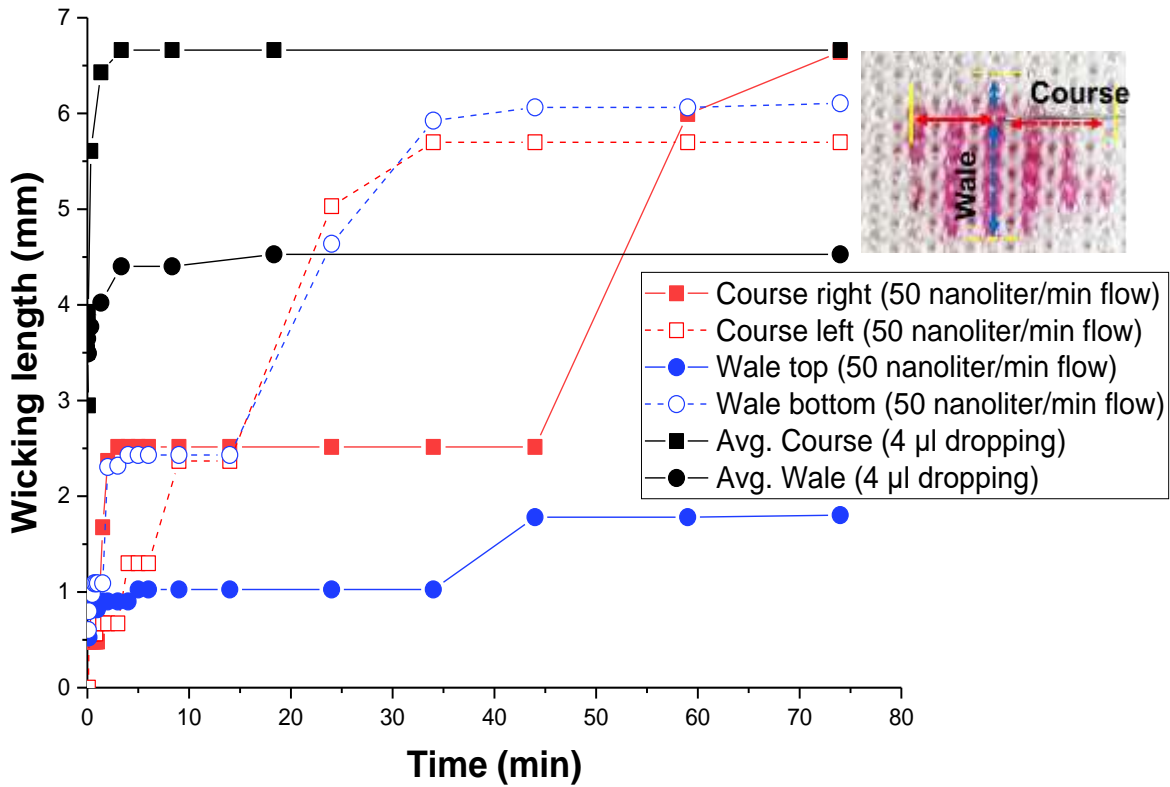 7
6
5
4
3
2
1
0
Wicking length (mm)
0 10 20 30 40 50 60 70 80
Time (min)
Course
Wale
Course right (50 nanoliter/min flow)
Course left (50 nanoliter/min flow)
Wale top (50 nanoliter/min flow)
Wale bottom (50 nanoliter/min flow)
Avg. Course (4 µl dropping)
Avg. Wale (4 µl dropping)